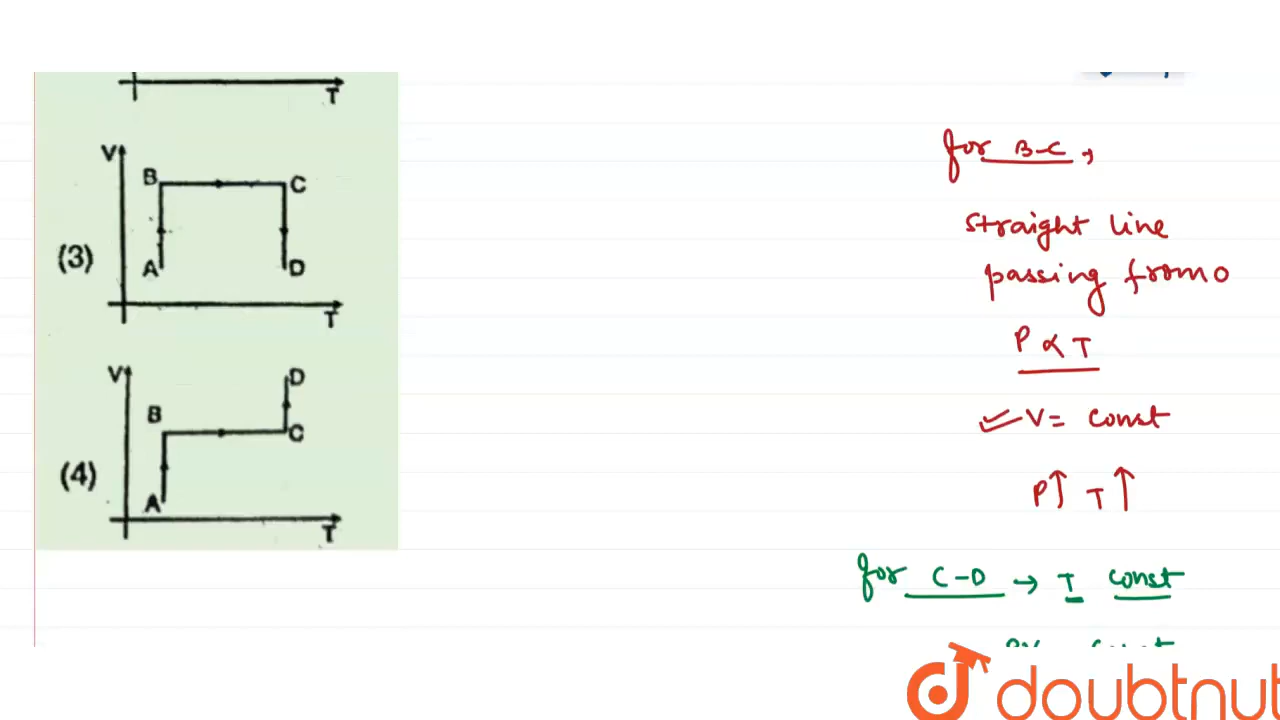 T
V
B
C
(3)
A
D
T
V
D
B
C
(4)
A
T
for B-C,
straight line
passing from o
P ∝ T
✓ V = const
P↑ T↑
for C-D → T const
doubtnut